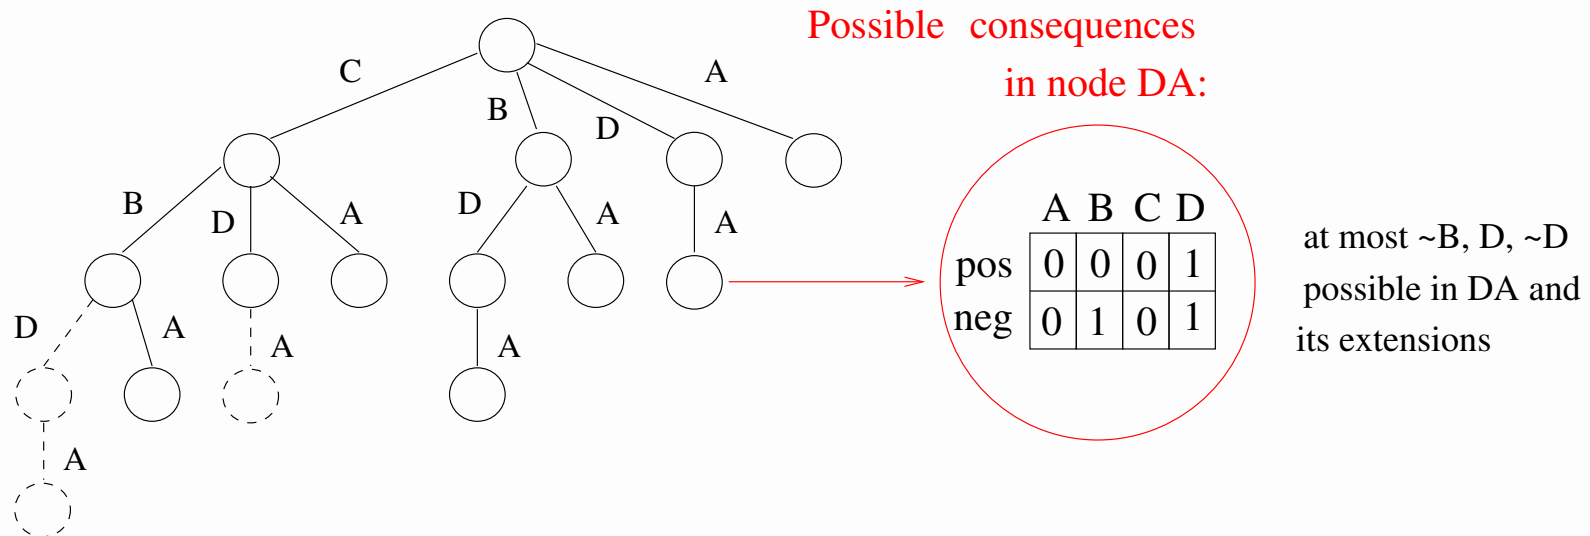 Possible consequences
in node DA:
C
B
D
A
B
D
A
D
A
A
D
A
A
A
A
A B C D
pos 0 0 0 1
neg 0 1 0 1
at most ~B, D, ~D
possible in DA and
its extensions